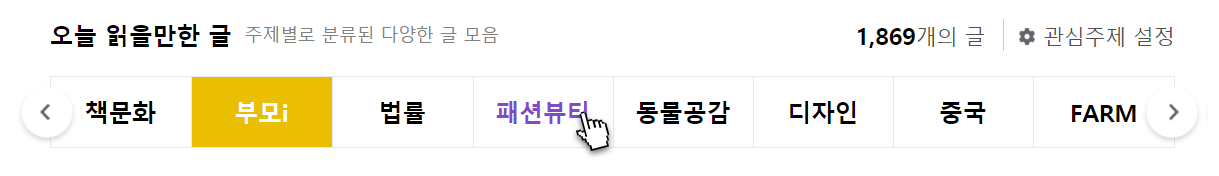 오늘 읽을만한 글 주제별로 분류된 다양한 글 모음 1,869개의 글 관심주제 설정
책문화 부모i 법률 패션뷰터 동물공감 디자인 중국 FARM